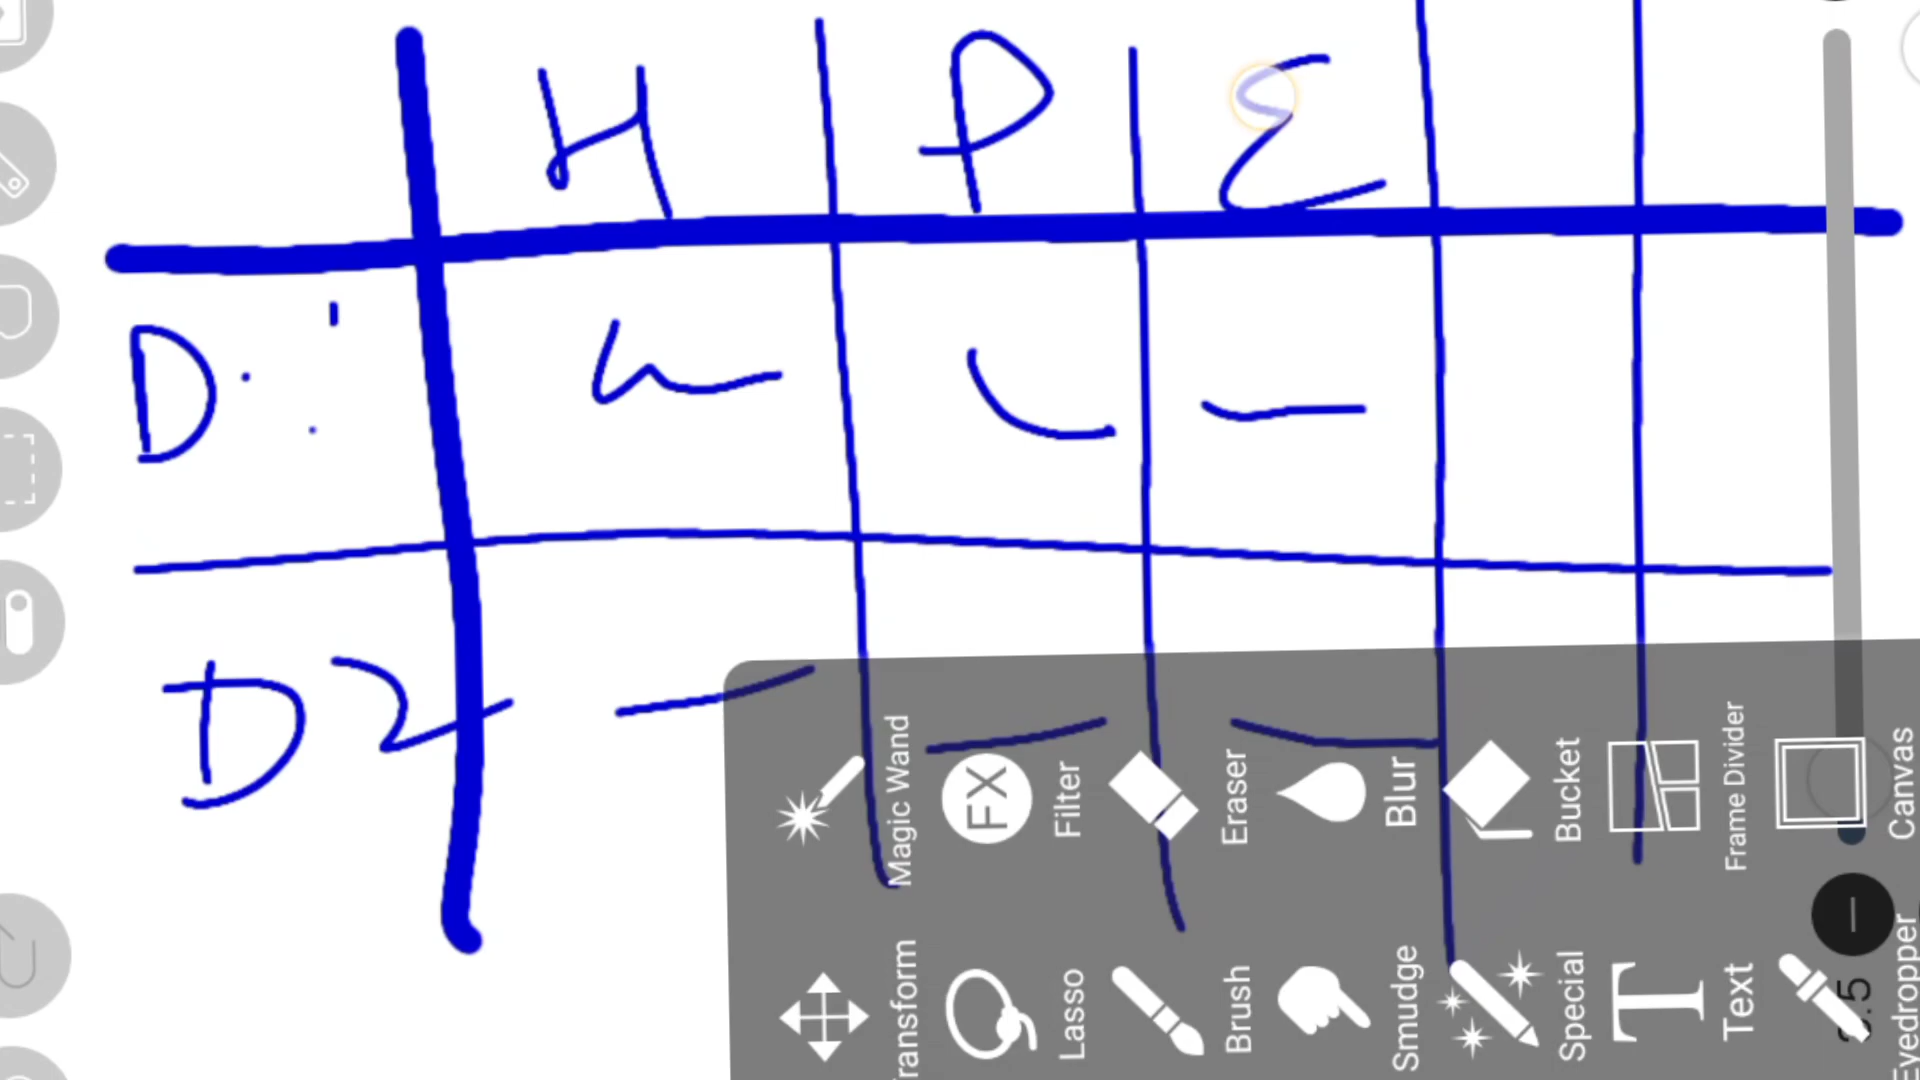 H P E
D
D2
Magic Wand Filter Eraser Blur Bucket Frame Divider Canvas
Transform Lasso Brush Smudge Special Text Eyedropper